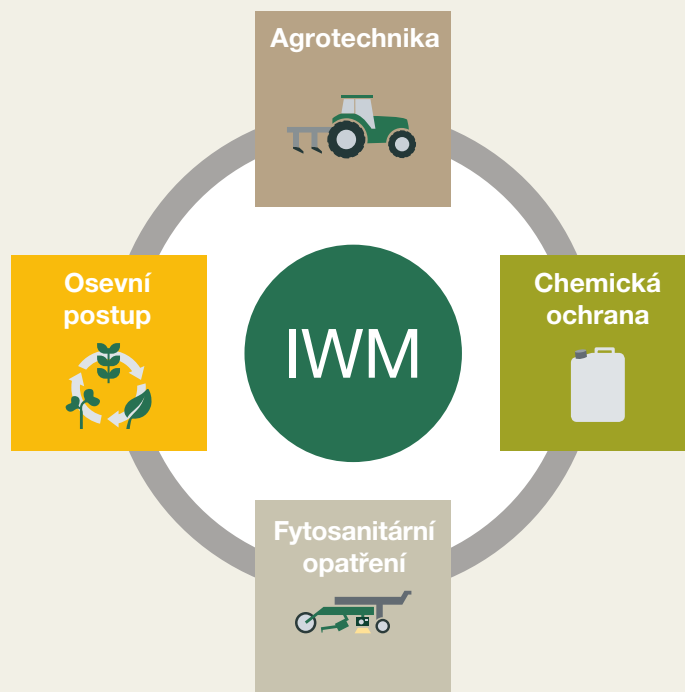 Agrotechnika
Osevní
postup
IWM
Chemická
ochrana
Fytosanitární
opatření